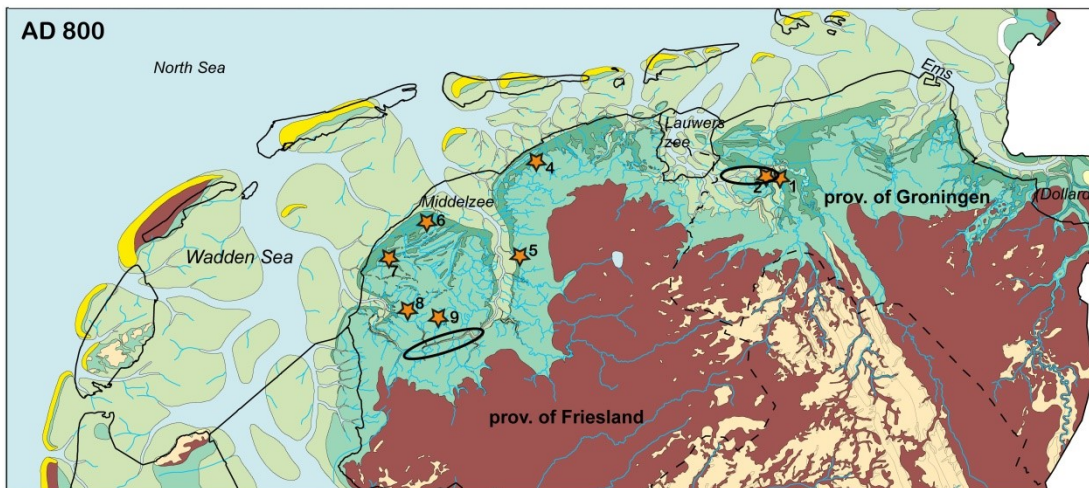 AD 800
North Sea
Ems
Lauwers
zee
4
2
1
prov. of Groningen
Dollard
Middelzee
6
5
Wadden Sea
7
8
9
prov. of Friesland